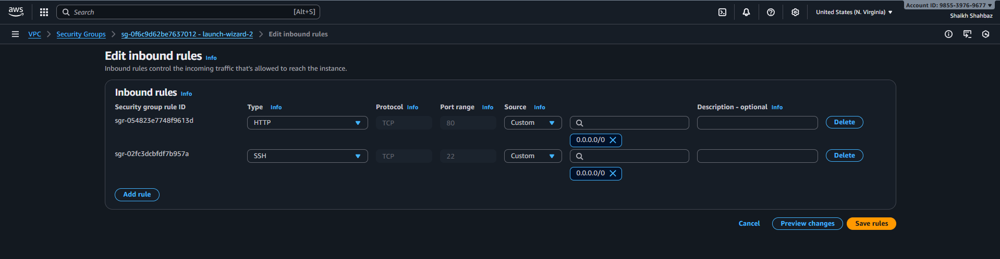 Account ID: 9855-3976-9677
aws Search [Alt+S] United States (N. Virginia) Shaikh Shahbaz
VPC Security Groups sg-0f6c9d62be7637012 - launch-wizard-2 Edit inbound rules
Edit inbound rules Info
Inbound rules control the incoming traffic that's allowed to reach the instance.
Inbound rules Info
Security group rule ID Type Info Protocol Info Port range Info Source Info Description - optional Info
sgr-054823e7748f9613d HTTP TCP 80 Custom Delete
0.0.0.0/0
sgr-02fc3dcbfdf7b957a SSH TCP 22 Custom Delete
0.0.0.0/0
Add rule
Cancel Preview changes Save rules